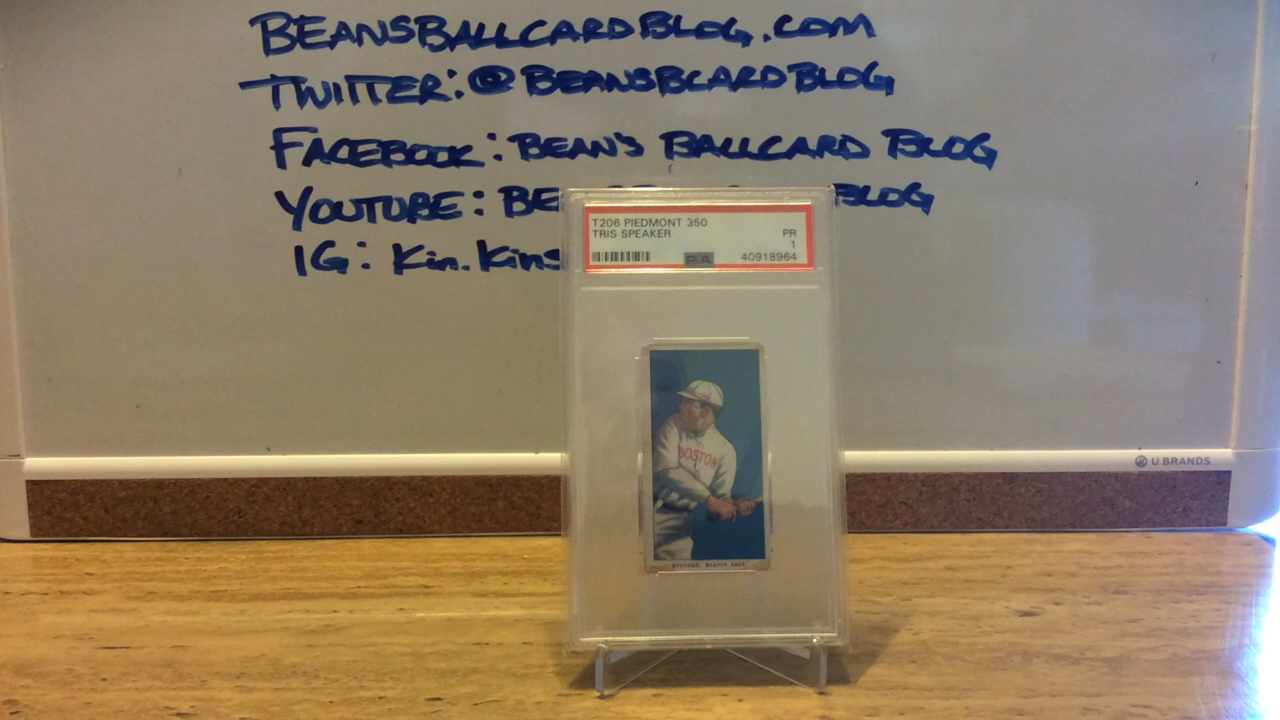 BEANSBALLCARDBLOG.COM
TWITTER: @BEANSBCARDBLOG
FACEBOOK: BEAN'S BALLCARD BLOG
YOUTUBE: BE BLOG
IG: Kin.Kins
T206 PIEDMONT 350
TRIS SPEAKER PR
1
PSA 40918964
BOSTON
SPEAKER, BOSTON AMER.
U BRANDS